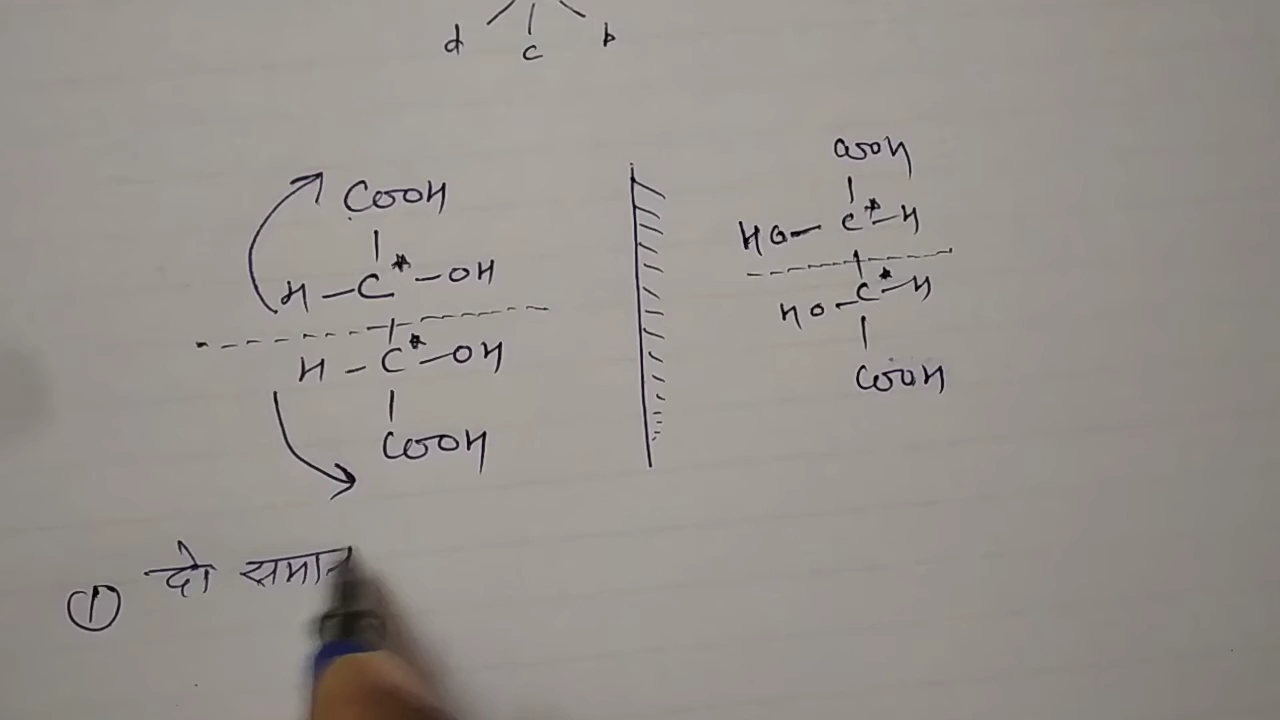 d c b
COOH
H – C* – OH
H – C* – OH
COOH
COOH
HO – C* – H
HO – C* – H
COOH
① दो समान